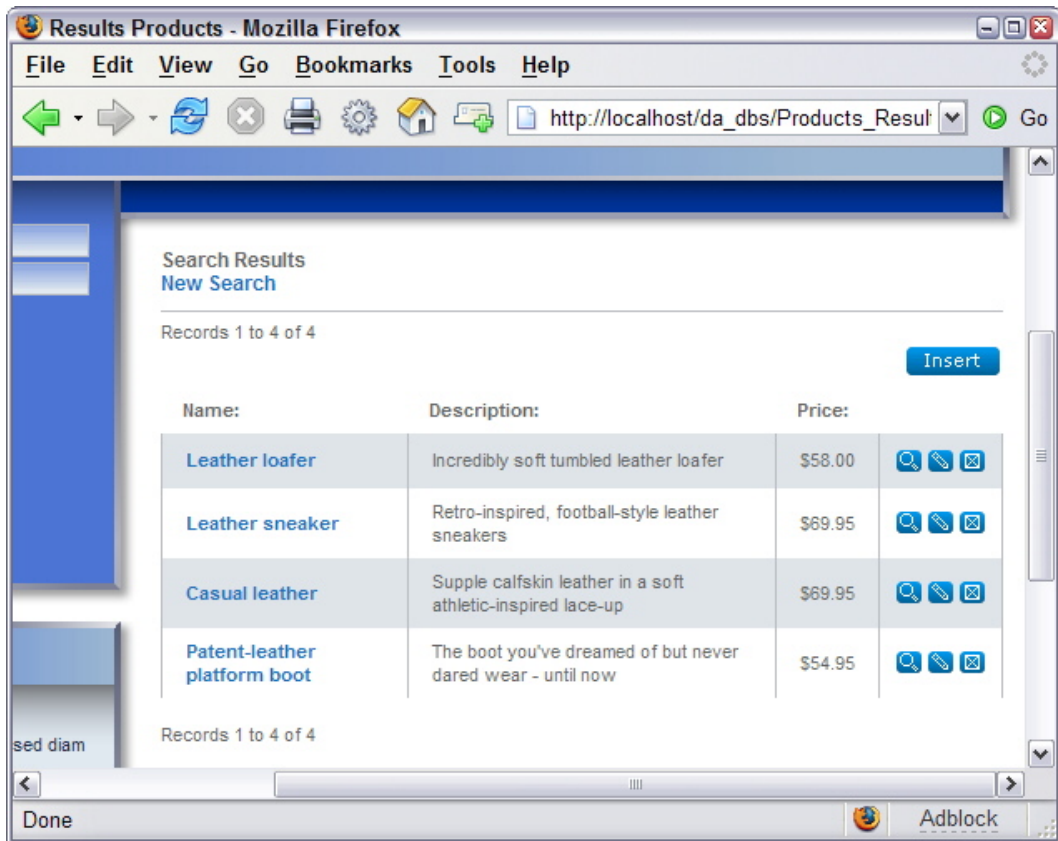 Results Products - Mozilla Firefox
File Edit View Go Bookmarks Tools Help
http://localhost/da_dbs/Products_Resul Go
Search Results
New Search
Records 1 to 4 of 4
Insert
Name: Description: Price:
Leather loafer Incredibly soft tumbled leather loafer $58.00
Leather sneaker Retro-inspired, football-style leather sneakers $69.95
Casual leather Supple calfskin leather in a soft athletic-inspired lace-up $69.95
Patent-leather platform boot The boot you've dreamed of but never dared wear - until now $54.95
Records 1 to 4 of 4
sed diam
Done Adblock